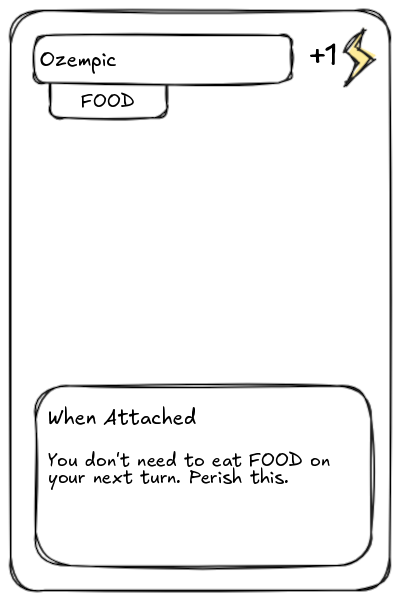 Ozempic
+1
FOOD
When Attached
You don't need to eat FOOD on
your next turn. Perish this.